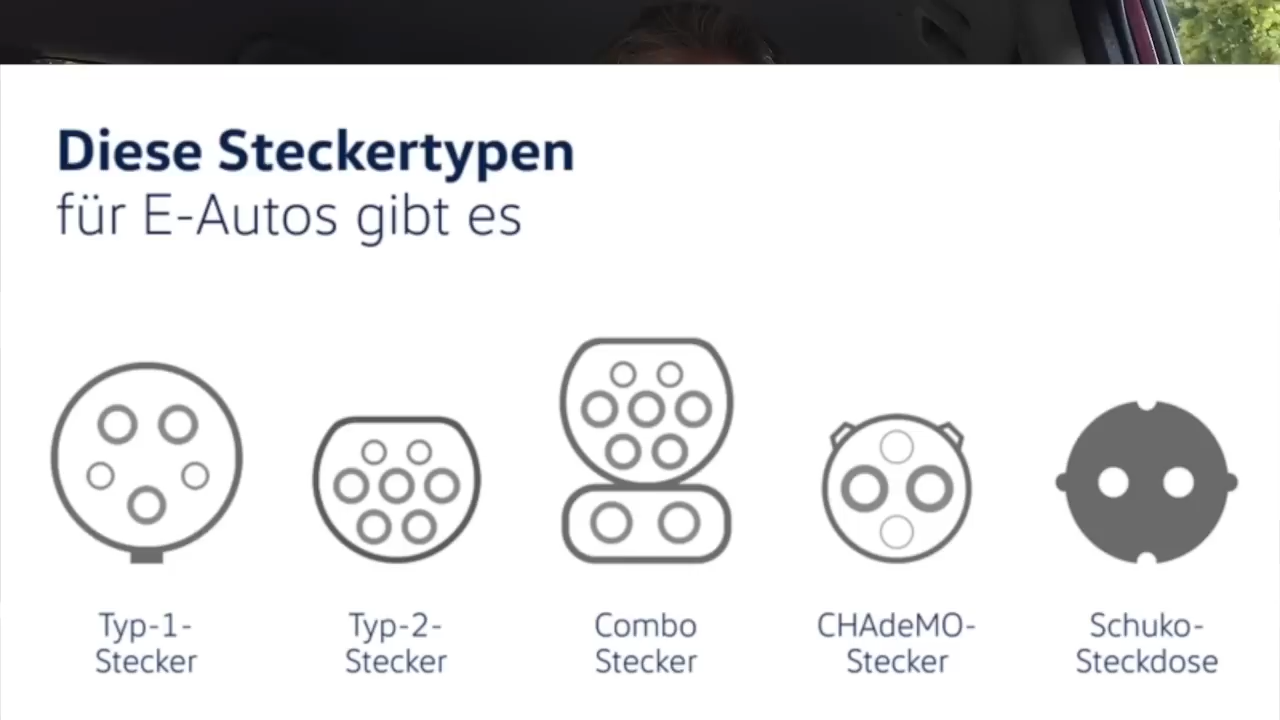 Diese Steckertypen
für E-Autos gibt es
Typ-1-
Stecker
Typ-2-
Stecker
Combo
Stecker
CHAdeMO-
Stecker
Schuko-
Steckdose